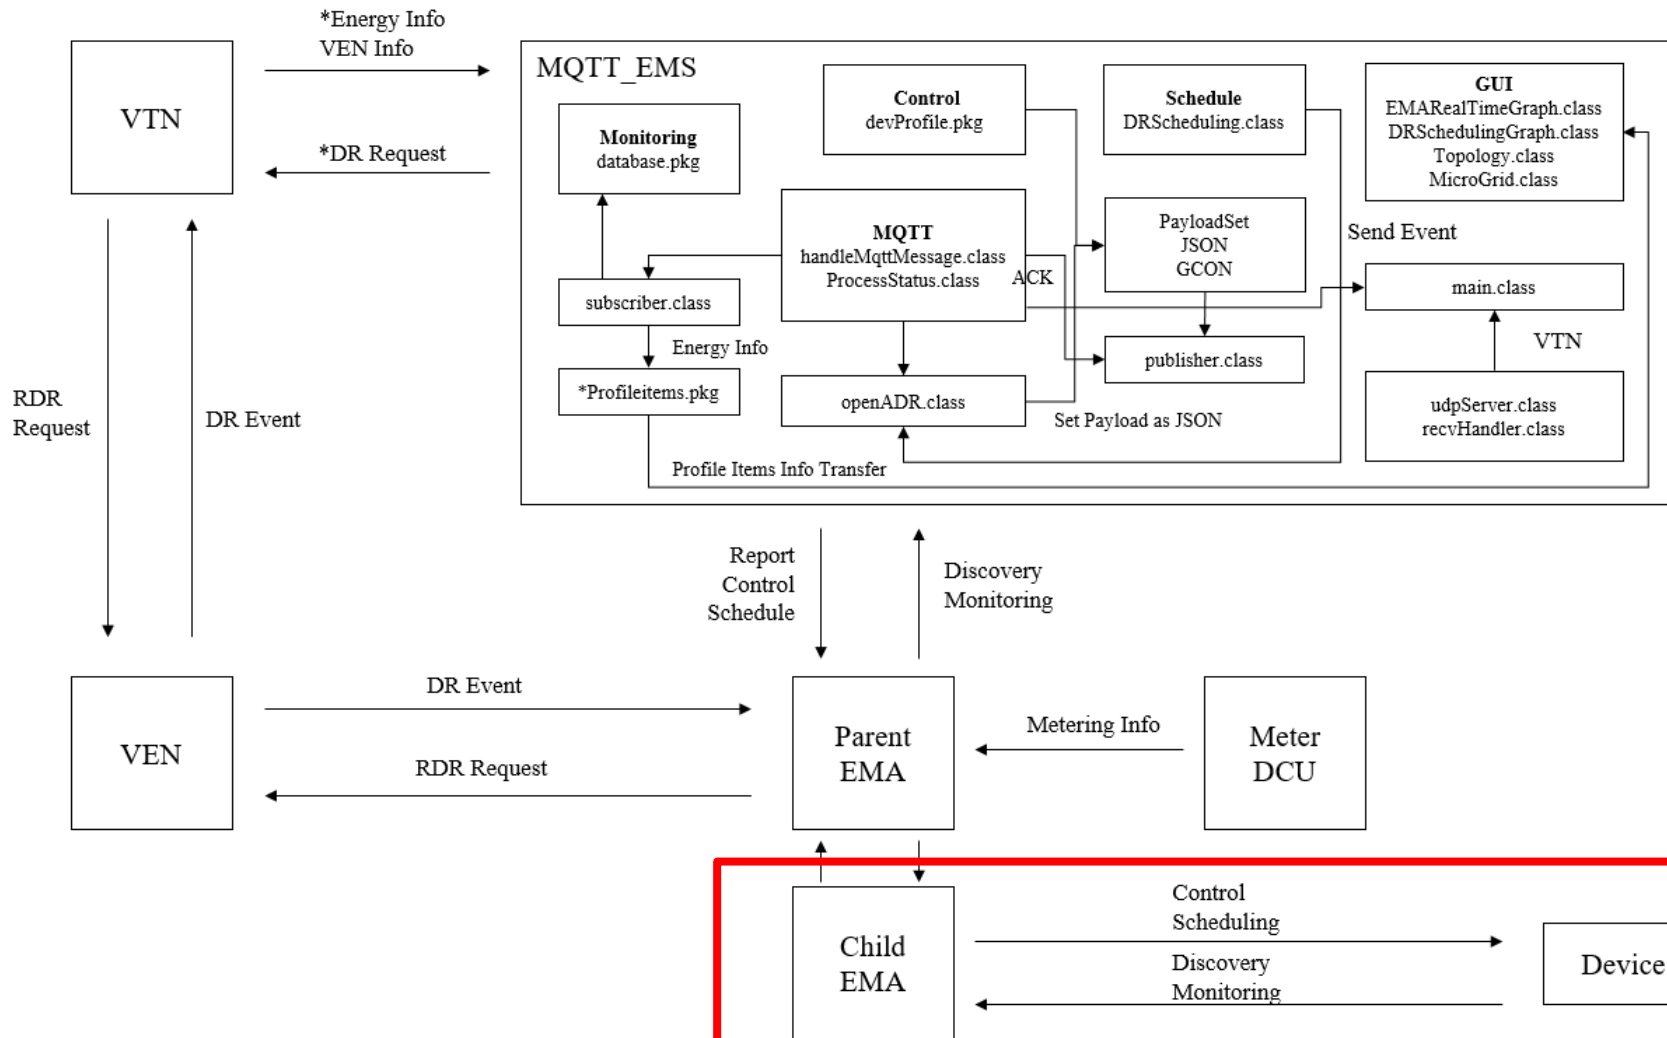 *Energy Info
VEN Info
VTN
*DR Request
MQTT_EMS
Monitoring
database.pkg
Control
devProfile.pkg
Schedule
DRScheduling.class
GUI
EMARealTimeGraph.class
DRSchedulingGraph.class
Topology.class
MicroGrid.class
MQTT
handleMqttMessage.class
ProcessStatus.class
ACK
PayloadSet
JSON
GCON
Send Event
subscriber.class
main.class
Energy Info
publisher.class
VTN
*Profileitems.pkg
openADR.class
Set Payload as JSON
udpServer.class
recvHandler.class
Profile Items Info Transfer
RDR
Request
DR Event
Report
Control
Schedule
Discovery
Monitoring
VEN
DR Event
RDR Request
Parent
EMA
Metering Info
Meter
DCU
Child
EMA
Control
Scheduling
Discovery
Monitoring
Device